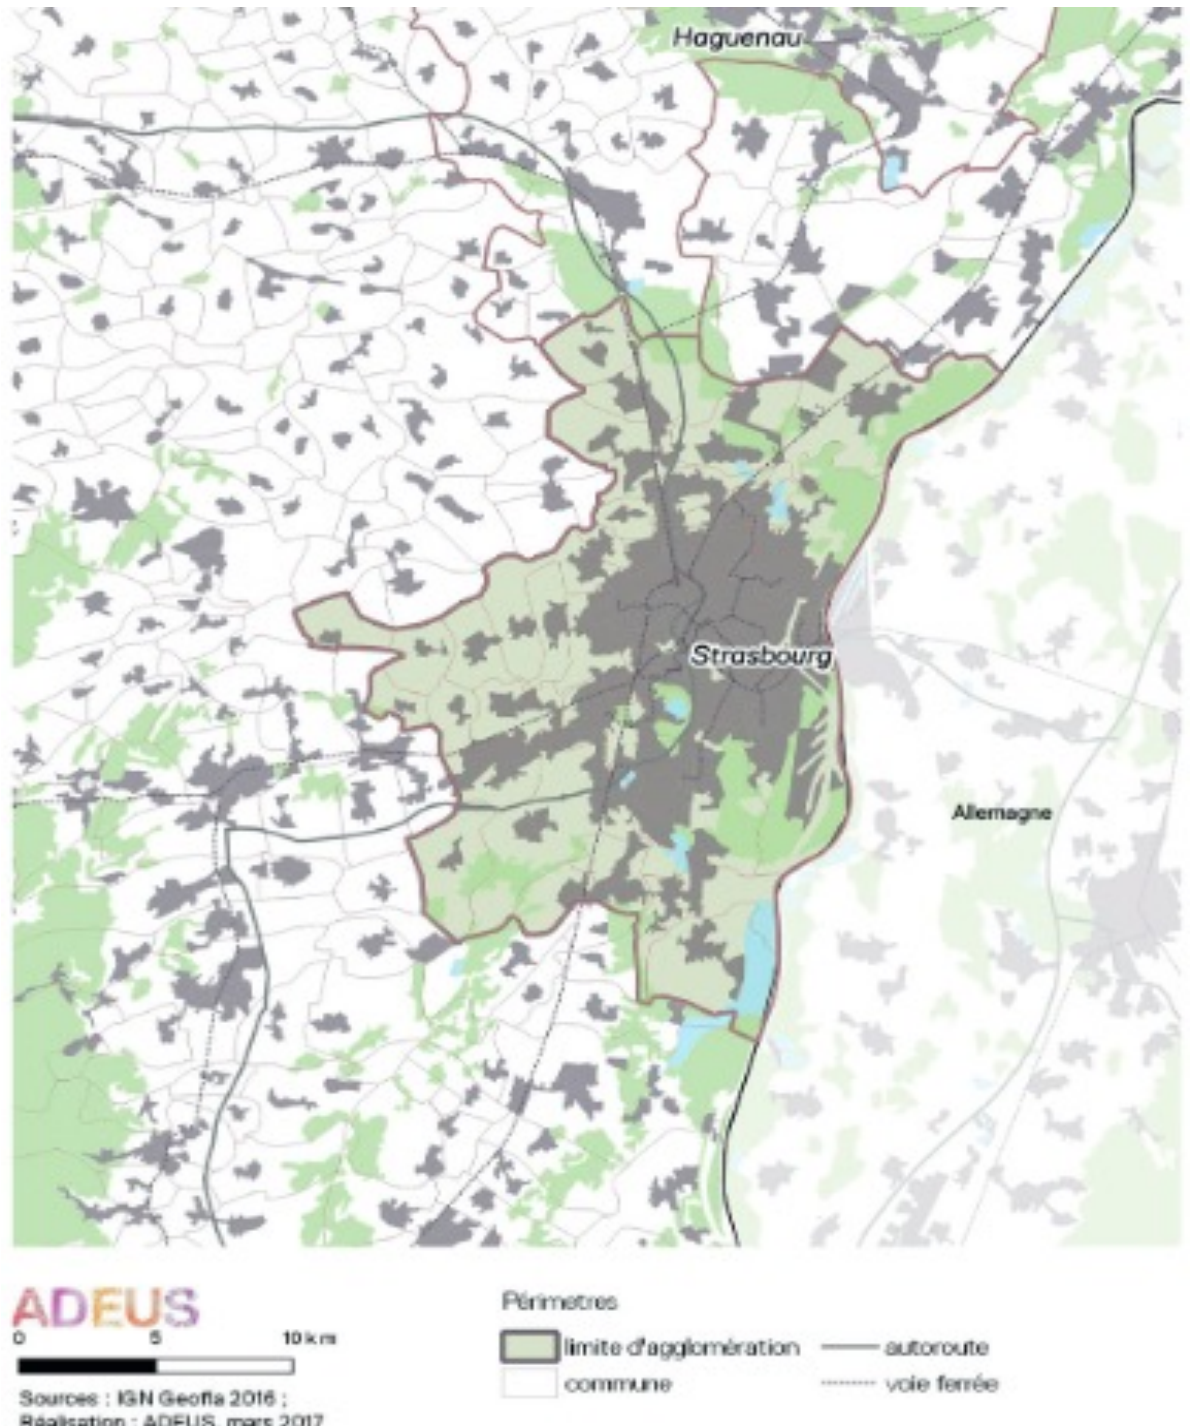 Haguenau
Strasbourg
Allemagne
ADEUS
0 5 10 km
Sources : IGN Geofla 2016 ;
Réalisation : ADEUS, mars 2017
Périmetres
limite d'agglomération
autoroute
commune
voie ferrée